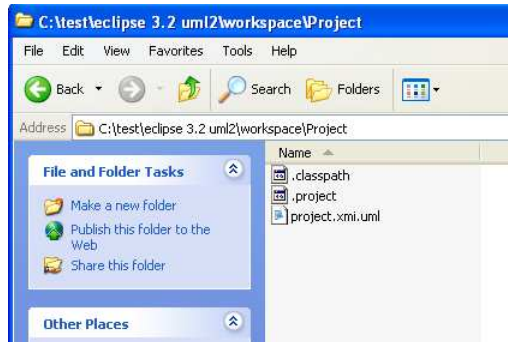 C:\test\eclipse 3.2 uml2\workspace\Project
File Edit View Favorites Tools Help
Back Search Folders
Address C:\test\eclipse 3.2 uml2\workspace\Project
Name
File and Folder Tasks
.classpath
.project
project.xmi.uml
Make a new folder
Publish this folder to the
Web
Share this folder
Other Places